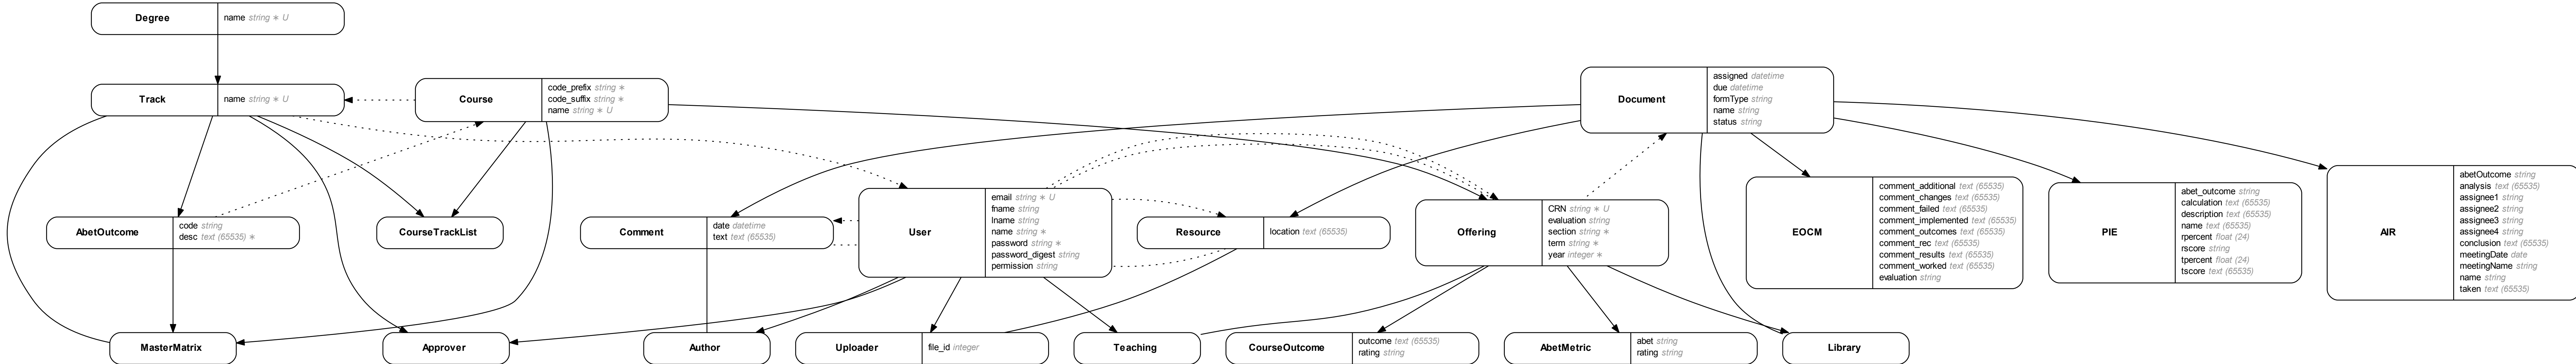 Degree
name string ∗ U
Track
name string ∗ U
Course
code_prefix string ∗
code_suffix string ∗
name string ∗ U
Document
assigned datetime
due datetime
formType string
name string
status string
AbetOutcome
code string
desc text (65535) ∗
CourseTrackList
Comment
date datetime
text text (65535)
User
email string ∗ U
fname string
lname string
name string ∗
password string ∗
password_digest string
permission string
Resource
location text (65535)
Offering
CRN string ∗ U
evaluation string
section string ∗
term string ∗
year integer ∗
EOCM
comment_additional text (65535)
comment_changes text (65535)
comment_failed text (65535)
comment_implemented text (65535)
comment_outcomes text (65535)
comment_rec text (65535)
comment_results text (65535)
comment_worked text (65535)
evaluation string
PIE
abet_outcome string
calculation text (65535)
description text (65535)
name text (65535)
rpercent float (24)
rscore string
tpercent float (24)
tscore text (65535)
AIR
abetOutcome string
analysis text (65535)
assignee1 string
assignee2 string
assignee3 string
assignee4 string
conclusion text (65535)
meetingDate date
meetingName string
name string
taken text (65535)
MasterMatrix
Approver
Author
Uploader
file_id integer
Teaching
CourseOutcome
outcome text (65535)
rating string
AbetMetric
abet string
rating string
Library